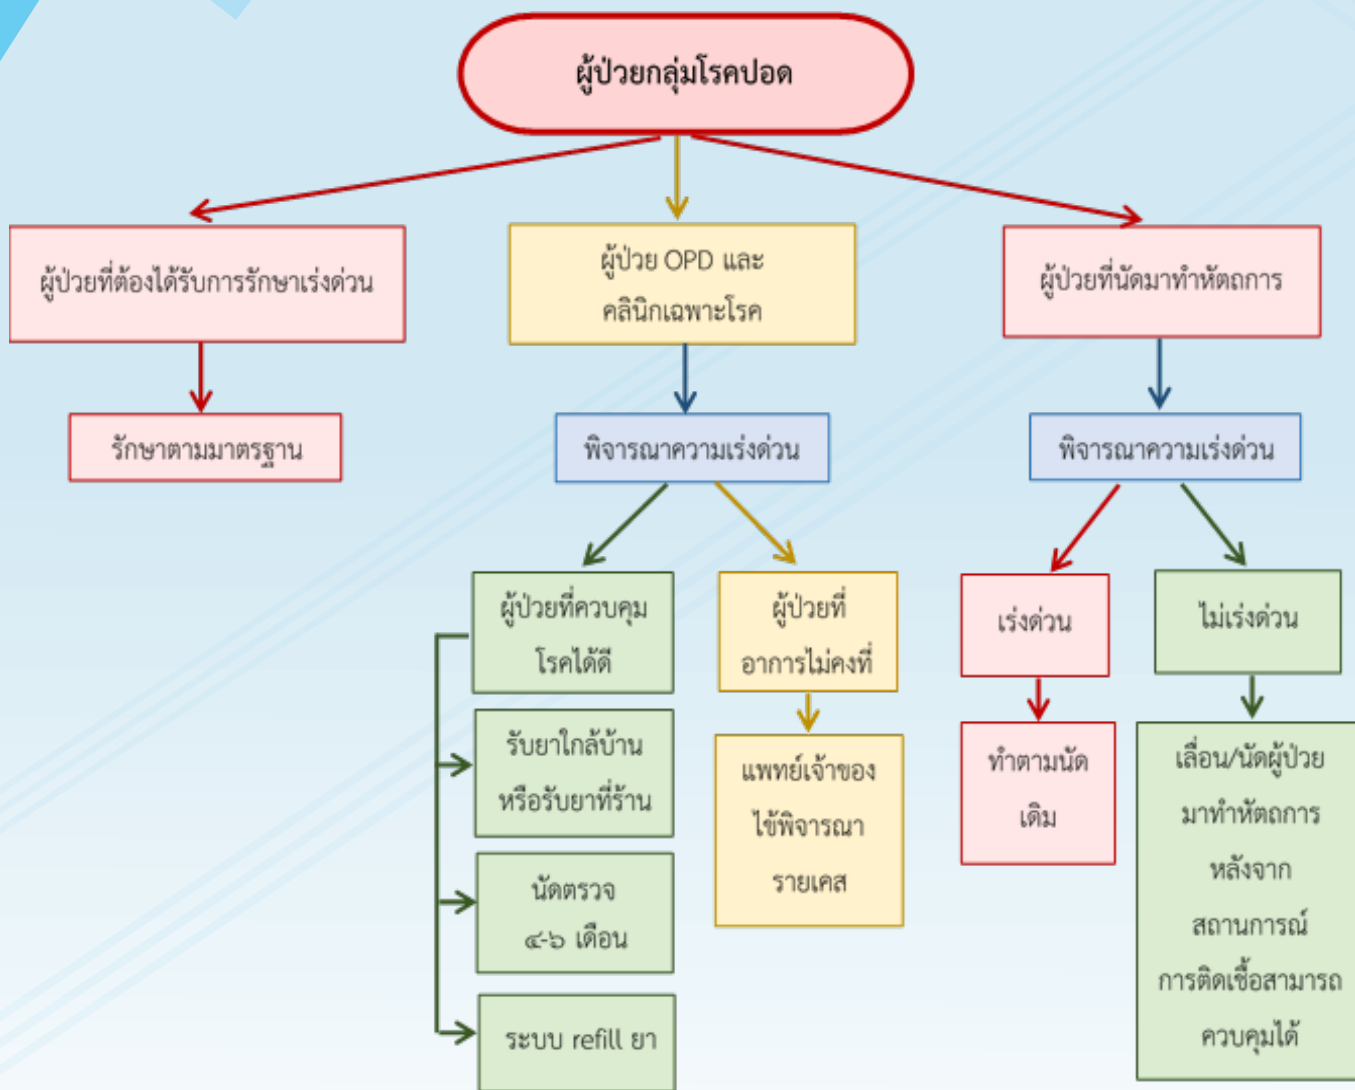 ผู้ป่วยกลุ่มโรคปอด
ผู้ป่วยที่ต้องได้รับการรักษาเร่งด่วน
ผู้ป่วย OPD และ
คลินิกเฉพาะโรค
ผู้ป่วยที่นัดมาทำหัตถการ
รักษาตามมาตรฐาน
พิจารณาความเร่งด่วน
พิจารณาความเร่งด่วน
ผู้ป่วยที่ควบคุม
โรคได้ดี
ผู้ป่วยที่
อาการไม่คงที่
เร่งด่วน
ไม่เร่งด่วน
รับยาใกล้บ้าน
หรือรับยาที่ร้าน
นัดตรวจ
๔-๖ เดือน
ระบบ refill ยา
แพทย์เจ้าของ
ไข้พิจารณา
รายเคส
ทำตามนัด
เดิม
เลื่อน/นัดผู้ป่วย
มาทำหัตถการ
หลังจาก
สถานการณ์
การติดเชื้อสามารถ
ควบคุมได้